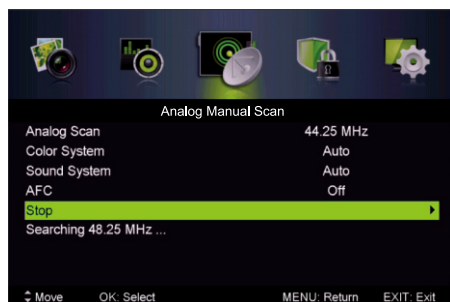 Analog Manual Scan
Analog Scan 44.25 MHz
Color System Auto
Sound System Auto
AFC Off
Stop
Searching 48.25 MHz ...
Move OK: Select MENU: Return EXIT: Exit